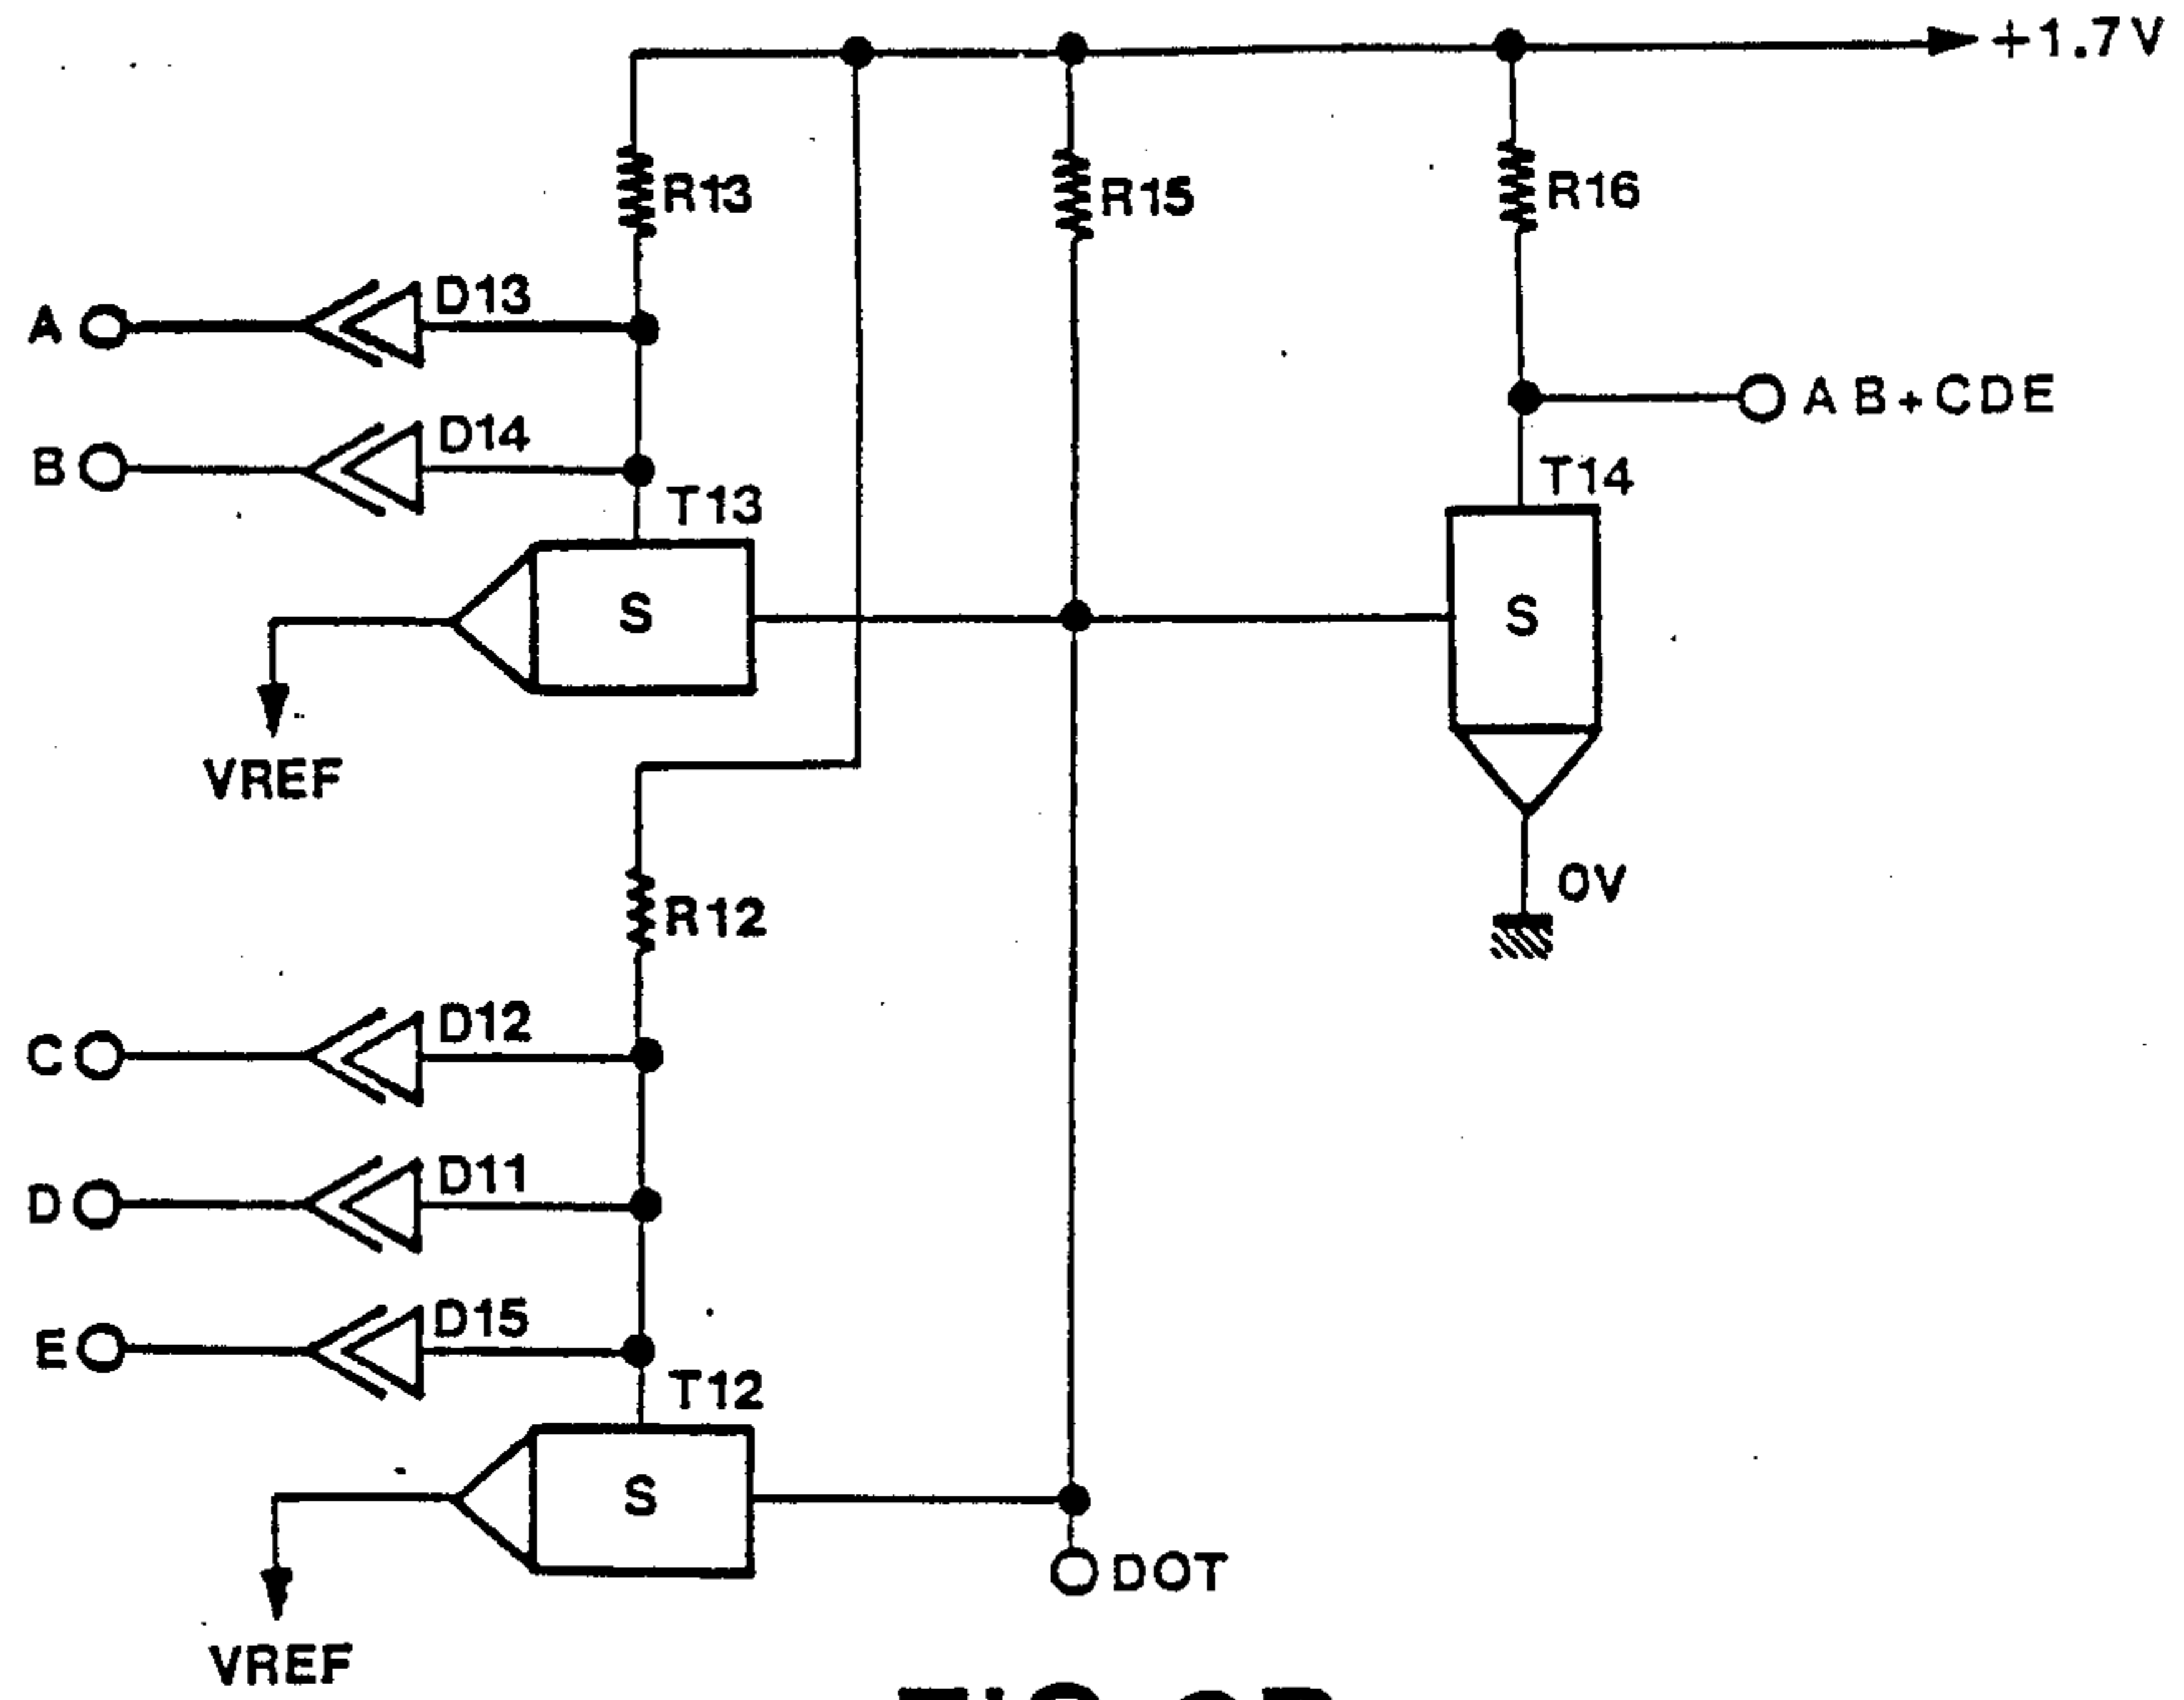 +1.7V
R13
R15
R16
A
D13
AB+CDE
B
D14
T13
T14
S
S
VREF
0V
R12
C
D12
D
D11
E
D15
T12
S
DOT
VREF